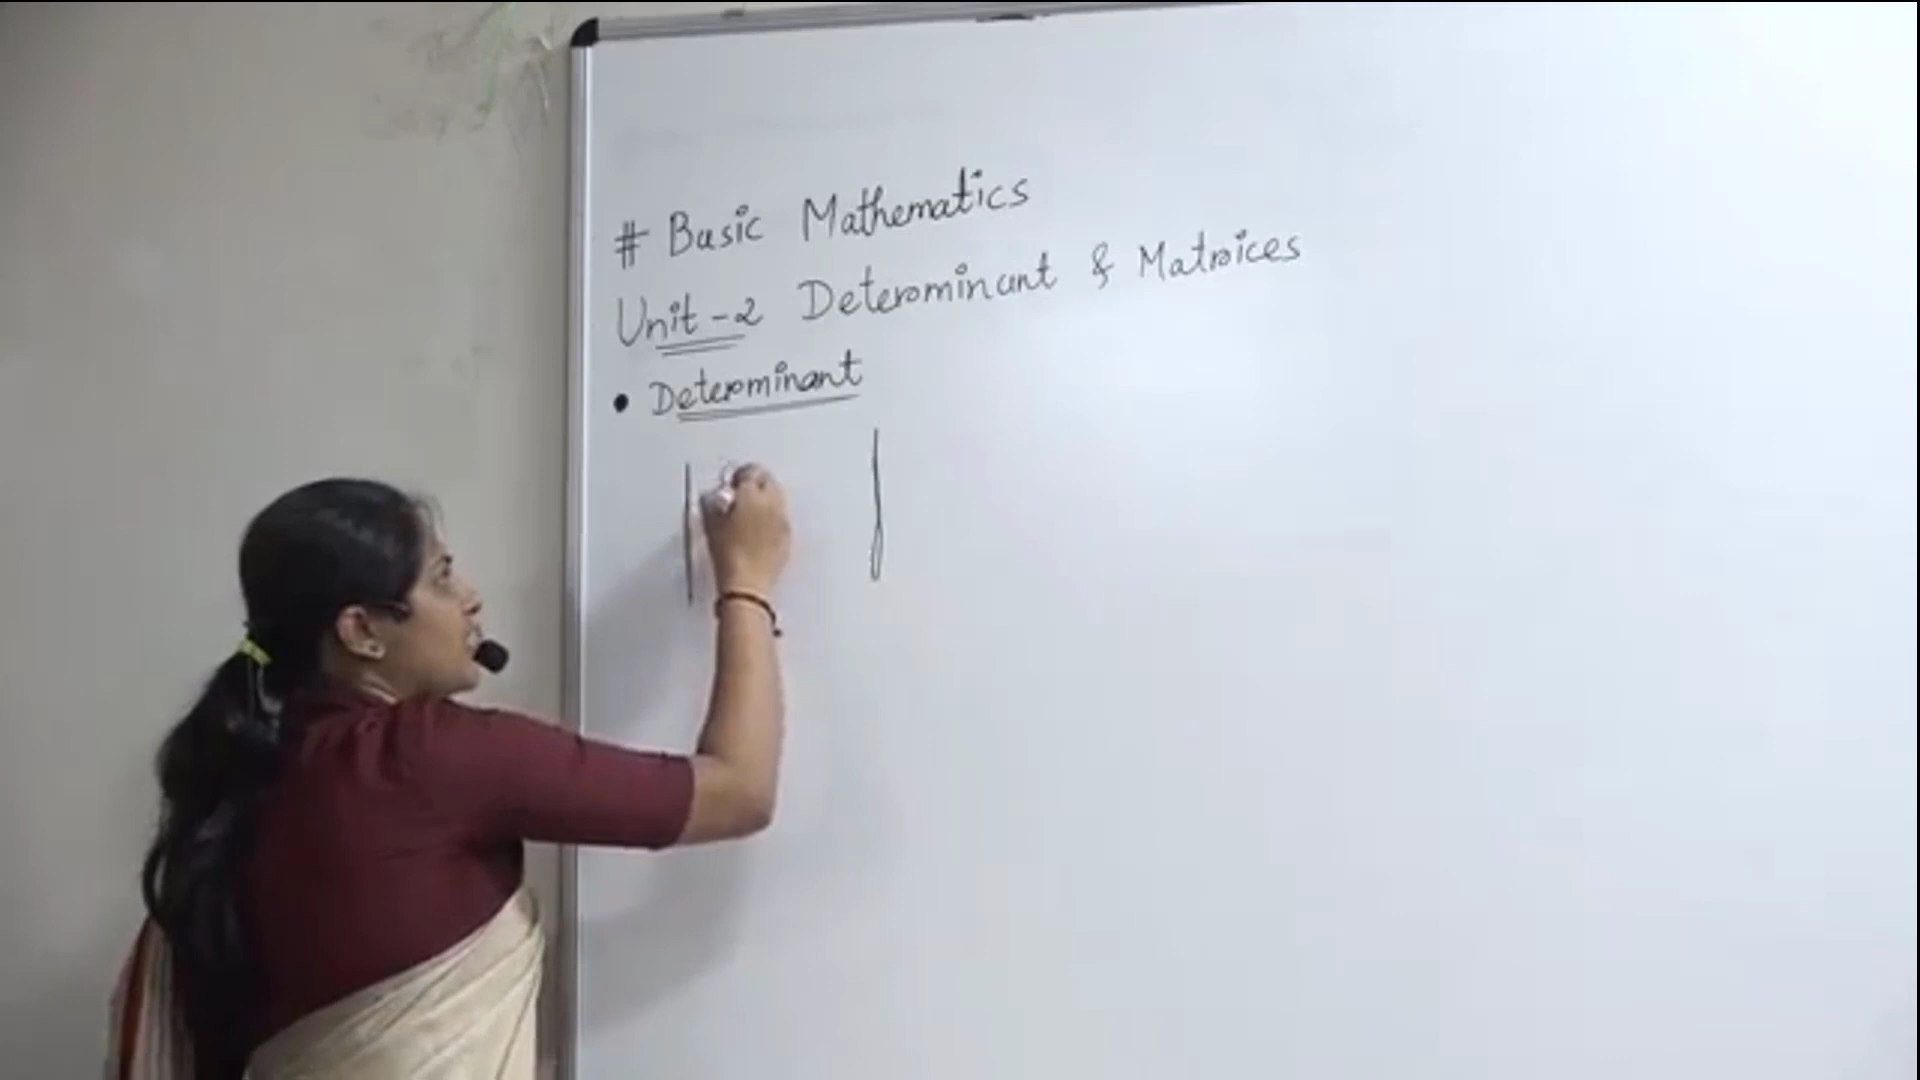 # Basic Mathematics
Unit-2 Determinant & Matrices
• Determinant